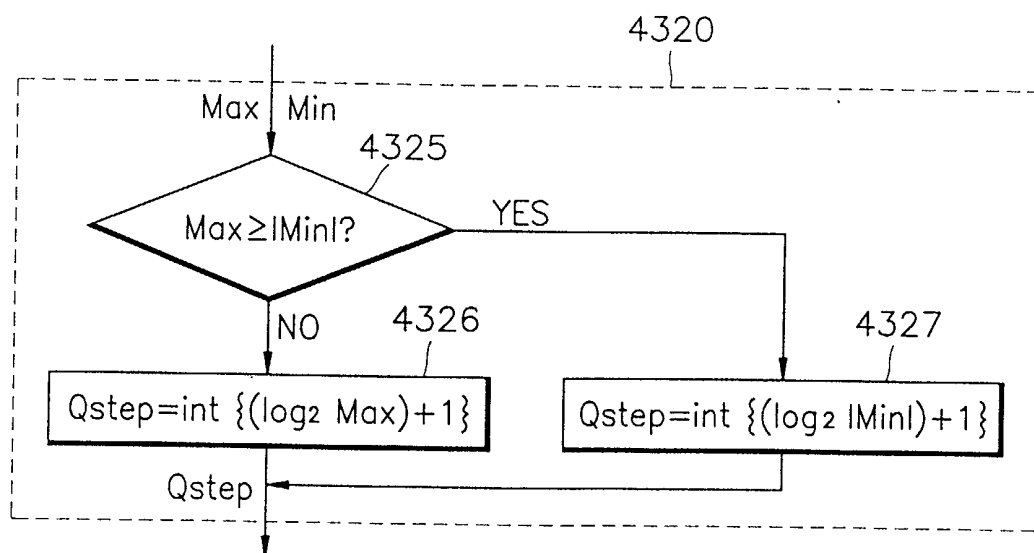 4320
Max Min
4325
Max≥|Min|?
YES
NO
4326
4327
Qstep=int {(log₂ Max)+1}
Qstep=int {(log₂ |Min|)+1}
Qstep